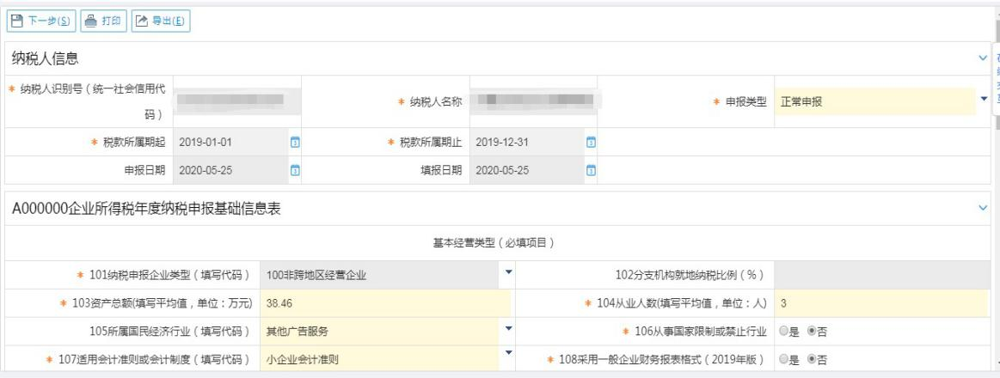 下一步(S) 打印 导出(E)
纳税人信息
* 纳税人识别号（统一社会信用代码） * 纳税人名称 * 申报类型 正常申报
* 税款所属期起 2019-01-01 * 税款所属期止 2019-12-31
申报日期 2020-05-25 填报日期 2020-05-25
A000000企业所得税年度纳税申报基础信息表
基本经营类型（必填项目）
* 101纳税申报企业类型（填写代码） 100非跨地区经营企业 102分支机构就地纳税比例（%）
* 103资产总额(填写平均值，单位：万元) 38.46 * 104从业人数(填写平均值，单位：人) 3
105所属国民经济行业（填写代码） 其他广告服务 * 106从事国家限制或禁止行业 是 否
* 107适用会计准则或会计制度（填写代码） 小企业会计准则 * 108采用一般企业财务报表格式（2019年版） 是 否